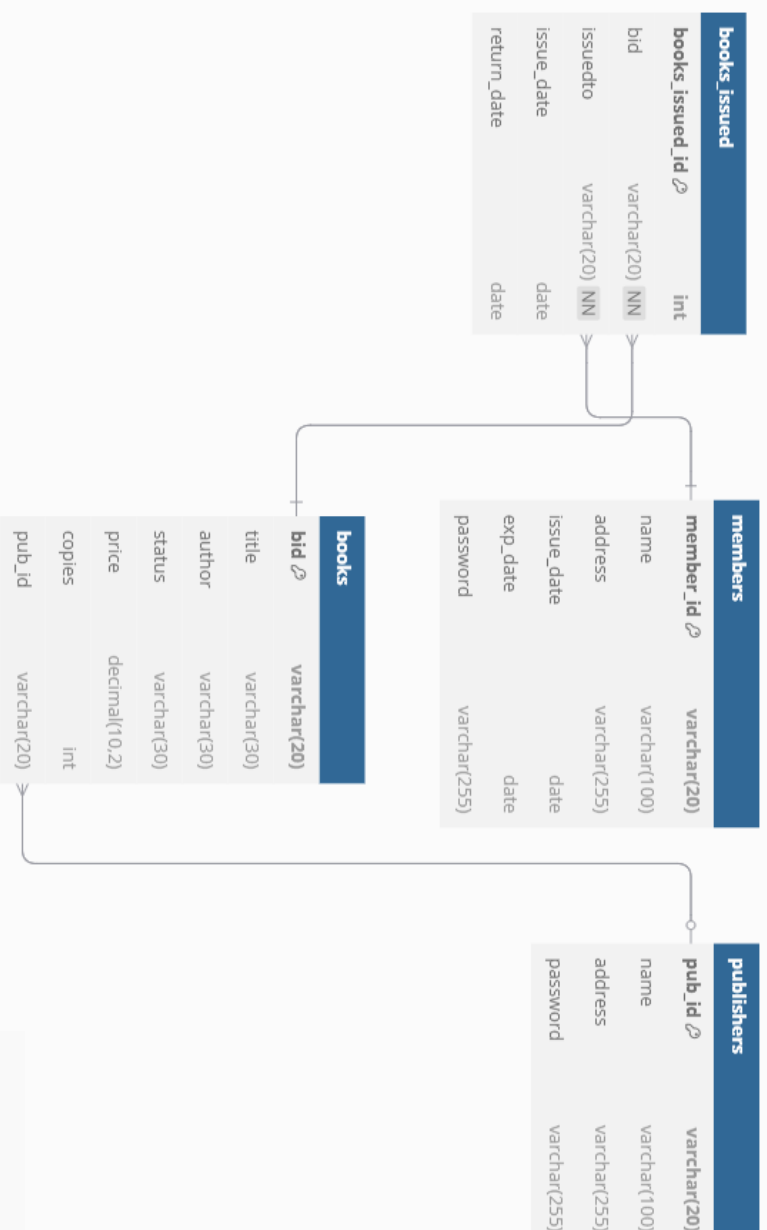 books_issued
books_issued_id int
bid varchar(20) NN
issuedto varchar(20) NN
issue_date date
return_date date
members
member_id varchar(20)
name varchar(100)
address varchar(255)
issue_date date
exp_date date
password varchar(255)
books
bid varchar(20)
title varchar(30)
author varchar(30)
status varchar(30)
price decimal(10,2)
copies int
pub_id varchar(20)
publishers
pub_id varchar(20)
name varchar(100)
address varchar(255)
password varchar(255)